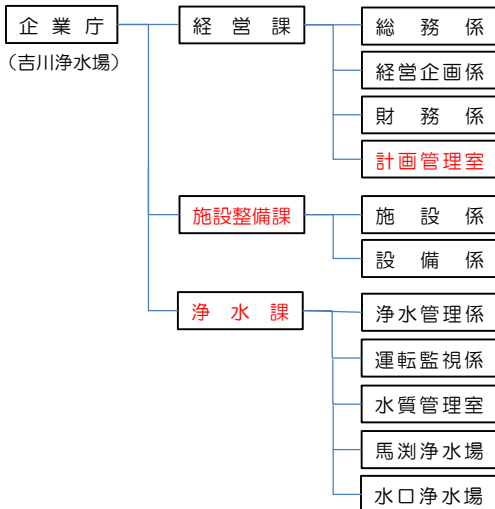 企業庁
（吉川浄水場）
経営課
総務係
経営企画係
財務係
計画管理室
施設整備課
施設係
設備係
浄水課
浄水管理係
運転監視係
水質管理室
馬渕浄水場
水口浄水場